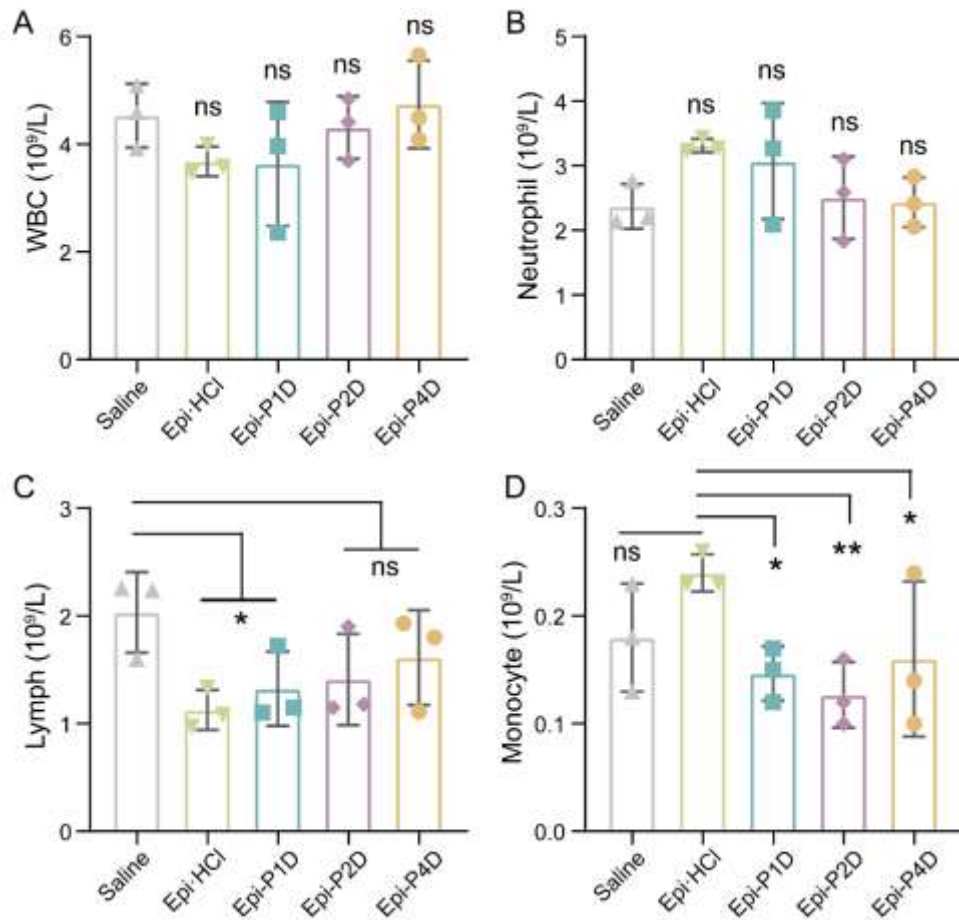 A
WBC (10⁹/L)
6
4
2
0
ns
ns
ns
ns
Saline
Epi·HCl
Epi-P1D
Epi-P2D
Epi-P4D
B
Neutrophil (10⁹/L)
5
4
3
2
1
0
ns
ns
ns
ns
Saline
Epi·HCl
Epi-P1D
Epi-P2D
Epi-P4D
C
Lymph (10⁹/L)
3
2
1
0
*
ns
Saline
Epi·HCl
Epi-P1D
Epi-P2D
Epi-P4D
D
Monocyte (10⁹/L)
0.3
0.2
0.1
0.0
ns
*
**
*
Saline
Epi·HCl
Epi-P1D
Epi-P2D
Epi-P4D